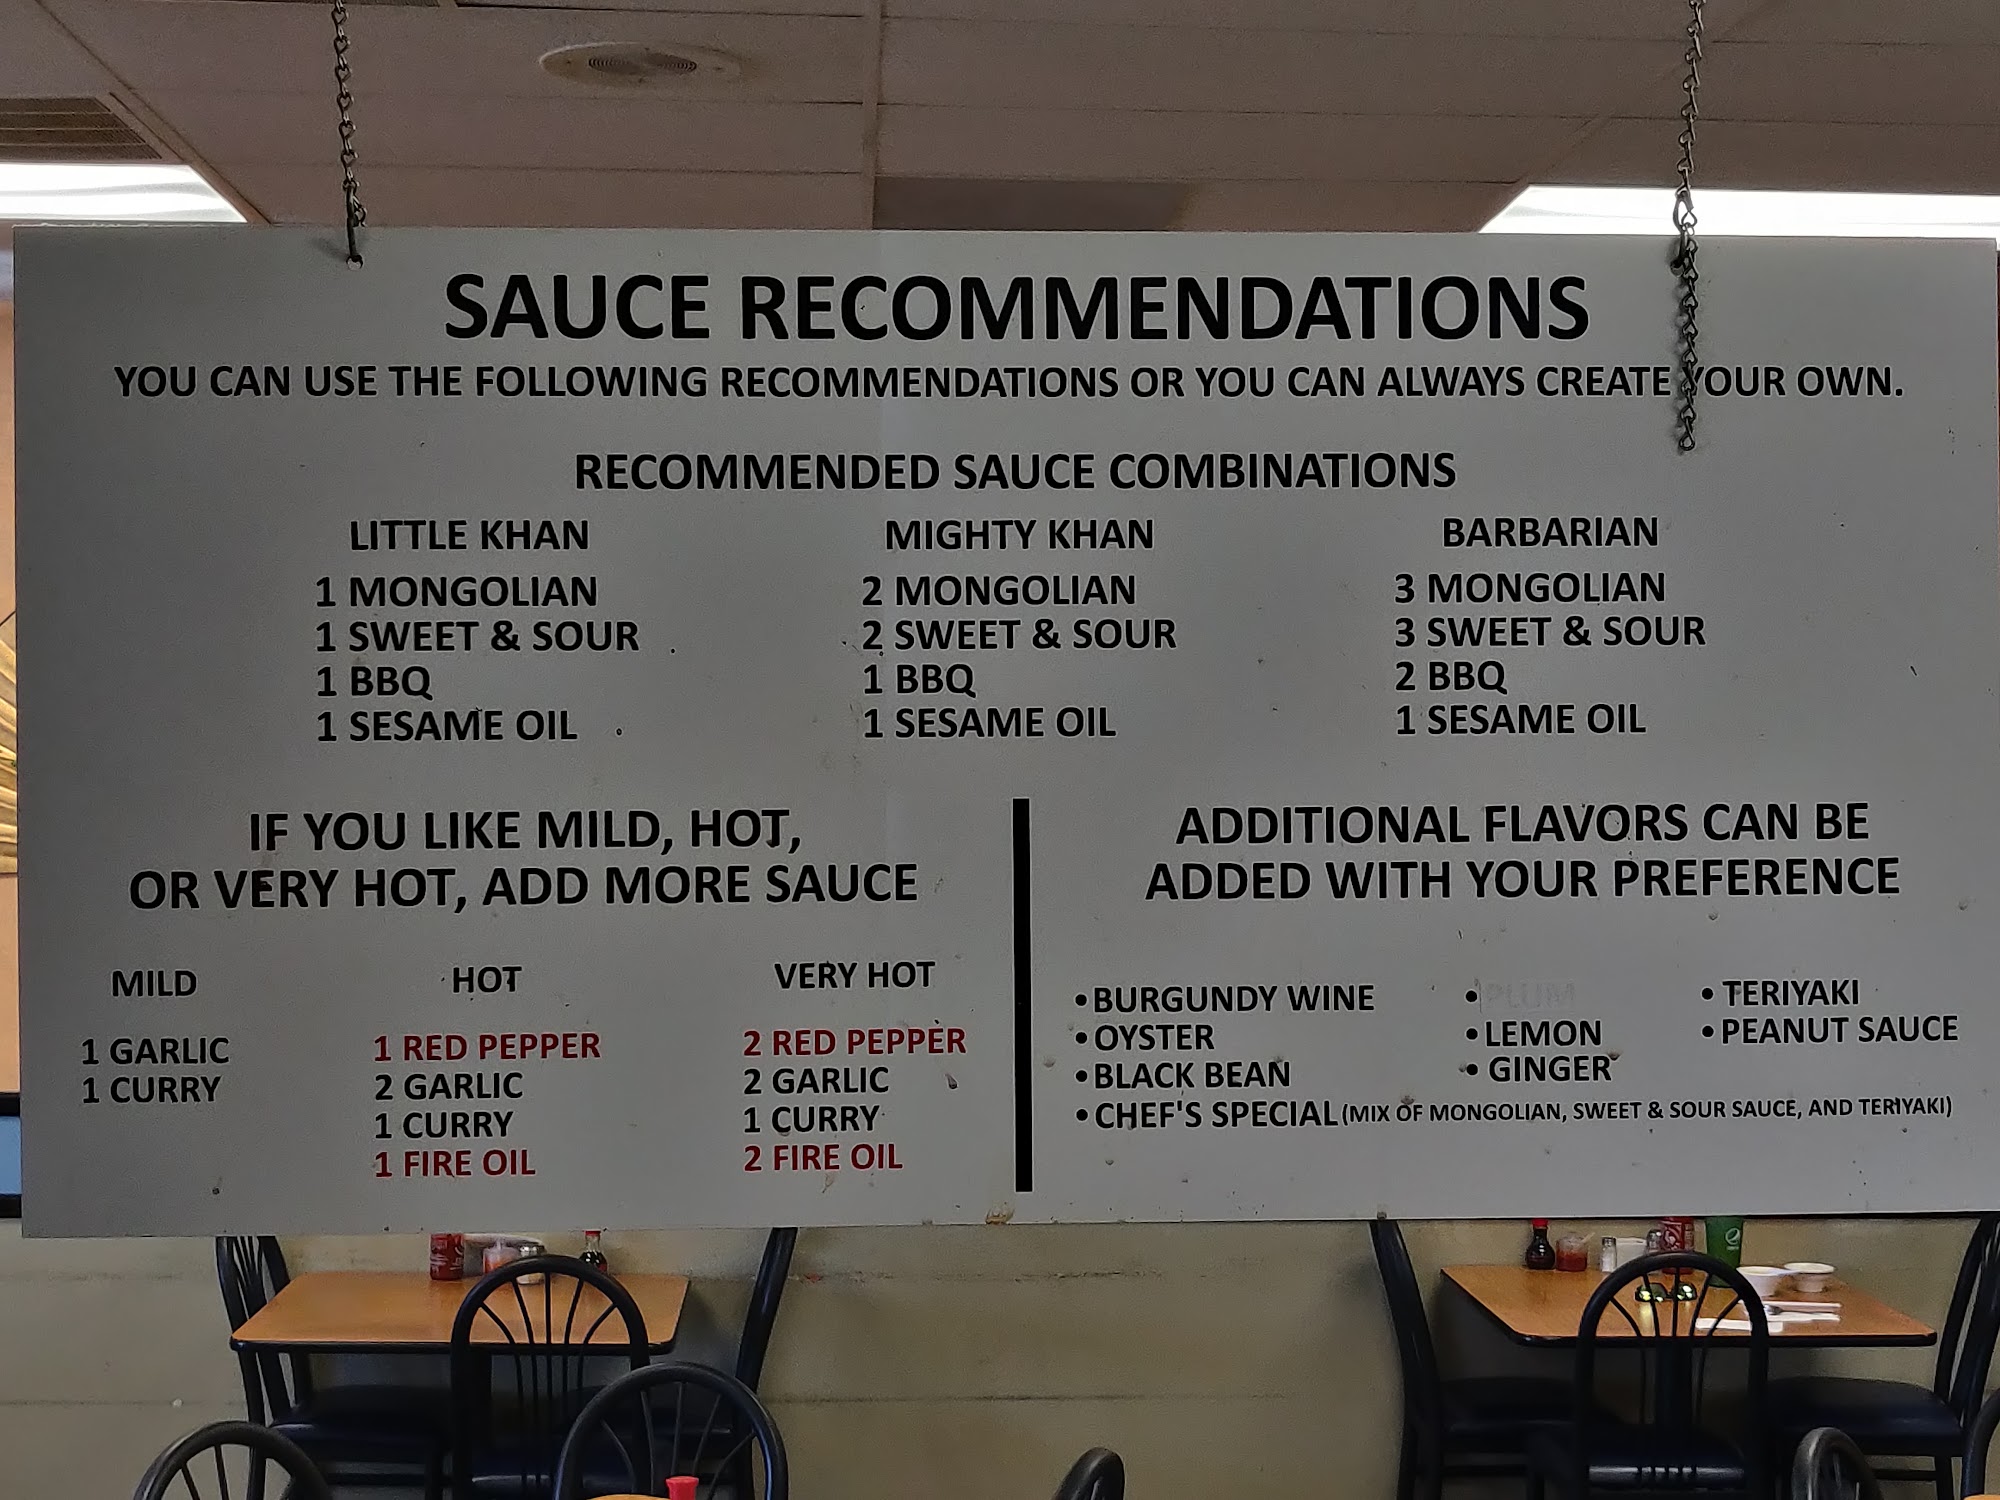 SAUCE RECOMMENDATIONS
YOU CAN USE THE FOLLOWING RECOMMENDATIONS OR YOU CAN ALWAYS CREATE YOUR OWN.
RECOMMENDED SAUCE COMBINATIONS
LITTLE KHAN
1 MONGOLIAN
1 SWEET & SOUR
1 BBQ
1 SESAME OIL
MIGHTY KHAN
2 MONGOLIAN
2 SWEET & SOUR
1 BBQ
1 SESAME OIL
BARBARIAN
3 MONGOLIAN
3 SWEET & SOUR
2 BBQ
1 SESAME OIL
IF YOU LIKE MILD, HOT,
OR VERY HOT, ADD MORE SAUCE
MILD
1 GARLIC
1 CURRY
HOT
1 RED PEPPER
2 GARLIC
1 CURRY
1 FIRE OIL
VERY HOT
2 RED PEPPER
2 GARLIC
1 CURRY
2 FIRE OIL
ADDITIONAL FLAVORS CAN BE
ADDED WITH YOUR PREFERENCE
• BURGUNDY WINE
• OYSTER
• BLACK BEAN
• CHEF'S SPECIAL (MIX OF MONGOLIAN, SWEET & SOUR SAUCE, AND TERIYAKI)
• PLUM
• LEMON
• GINGER
• TERIYAKI
• PEANUT SAUCE